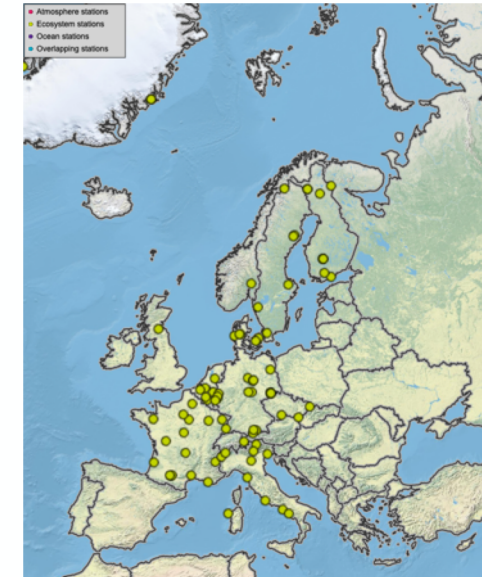 Atmosphere stations
Ecosystem stations
Ocean stations
Overlapping stations